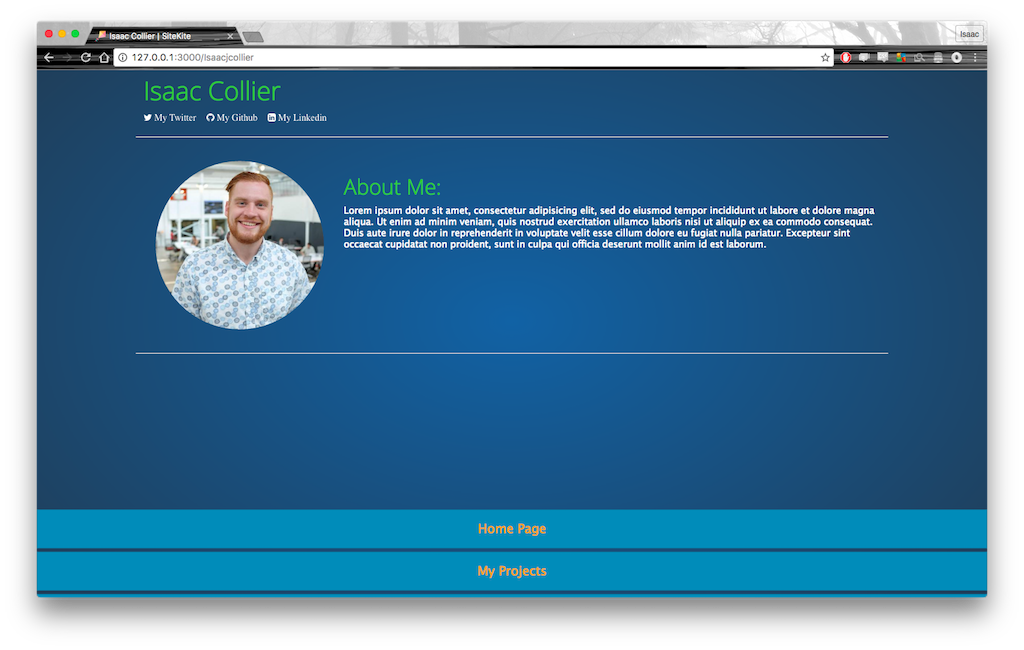 Isaac Collier | SiteKite
Isaac
127.0.0.1:3000/isaacjcollier
Isaac Collier
My Twitter My Github My Linkedin
About Me:
Lorem ipsum dolor sit amet, consectetur adipisicing elit, sed do eiusmod tempor incididunt ut labore et dolore magna
aliqua. Ut enim ad minim veniam, quis nostrud exercitation ullamco laboris nisi ut aliquip ex ea commodo consequat.
Duis aute irure dolor in reprehenderit in voluptate velit esse cillum dolore eu fugiat nulla pariatur. Excepteur sint
occaecat cupidatat non proident, sunt in culpa qui officia deserunt mollit anim id est laborum.
Home Page
My Projects